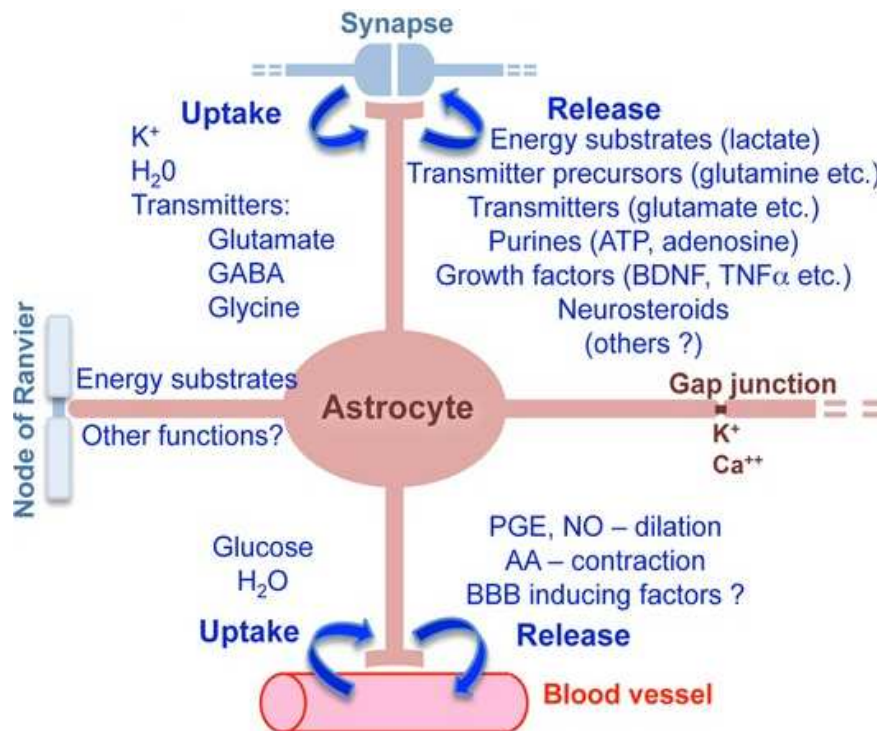 Synapse
Uptake
K⁺
H₂0
Transmitters:
Glutamate
GABA
Glycine
Release
Energy substrates (lactate)
Transmitter precursors (glutamine etc.)
Transmitters (glutamate etc.)
Purines (ATP, adenosine)
Growth factors (BDNF, TNFα etc.)
Neurosteroids
(others ?)
Node of Ranvier
Energy substrates
Other functions?
Astrocyte
Gap junction
K⁺
Ca⁺⁺
Glucose
H₂O
Uptake
PGE, NO – dilation
AA – contraction
BBB inducing factors ?
Release
Blood vessel